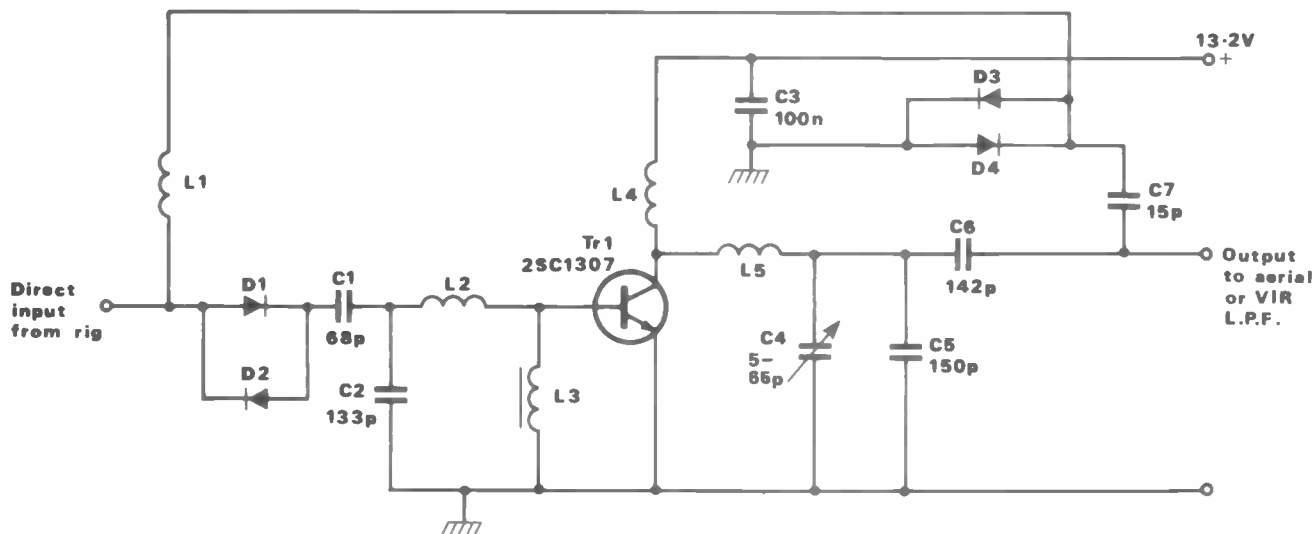 13·2V
+
D3
C3
100n
D4
L1
L4
C7
15p
Tr1
2SC1307
C6
142p
L5
Output
to aerial
or VIR
L.P.F.
Direct
input
from rig
D1
C1
68p
L2
D2
C2
133p
L3
C4
5-
65p
C5
150p